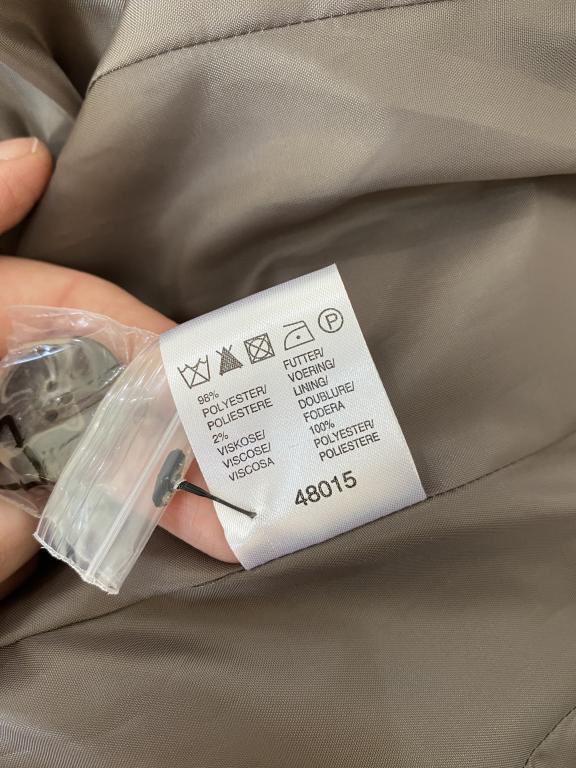 P
98%
POLYESTER/
POLIESTERE
2%
VISKOSE/
VISCOSE/
VISCOSA
FUTTER/
VOERING/
LINING/
DOUBLURE/
FODERA
100%
POLYESTER/
POLIESTERE
48015